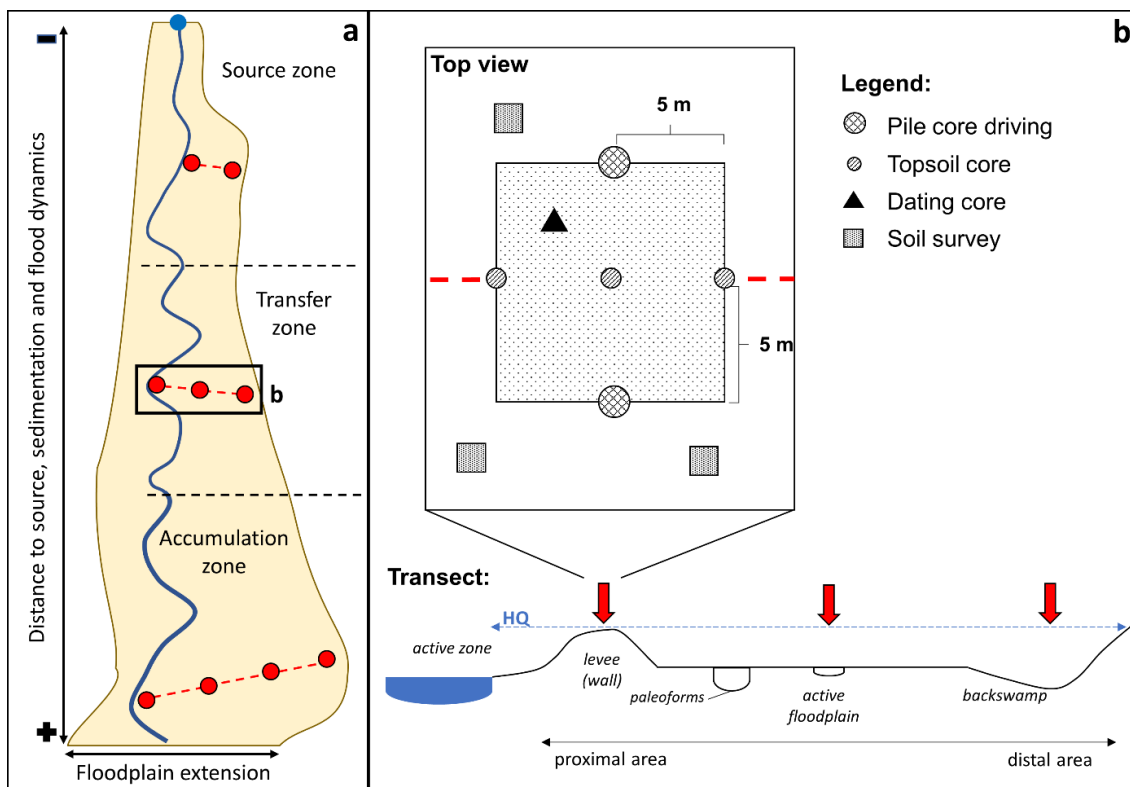 a
Source zone
Transfer
zone
b
Accumulation
zone
Distance to source, sedimentation and flood dynamics
Floodplain extension
b
Top view
5 m
5 m
Legend:
Pile core driving
Topsoil core
Dating core
Soil survey
Transect:
HQ
active zone
levee
(wall)
paleoforms
active
floodplain
backswamp
proximal area
distal area